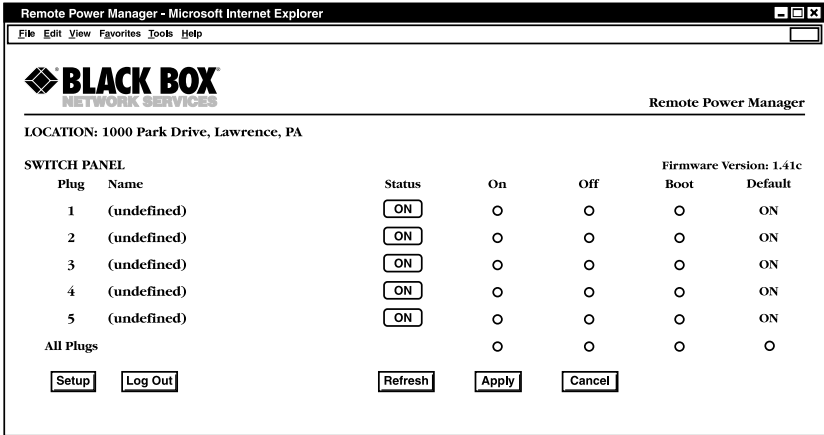 Remote Power Manager - Microsoft Internet Explorer
File Edit View Favorites Tools Help
BLACK BOX
NETWORK SERVICES
Remote Power Manager
LOCATION: 1000 Park Drive, Lawrence, PA
SWITCH PANEL Firmware Version: 1.41c
Plug Name Status On Off Boot Default
1 (undefined) ON ON
2 (undefined) ON ON
3 (undefined) ON ON
4 (undefined) ON ON
5 (undefined) ON ON
All Plugs
Setup Log Out Refresh Apply Cancel